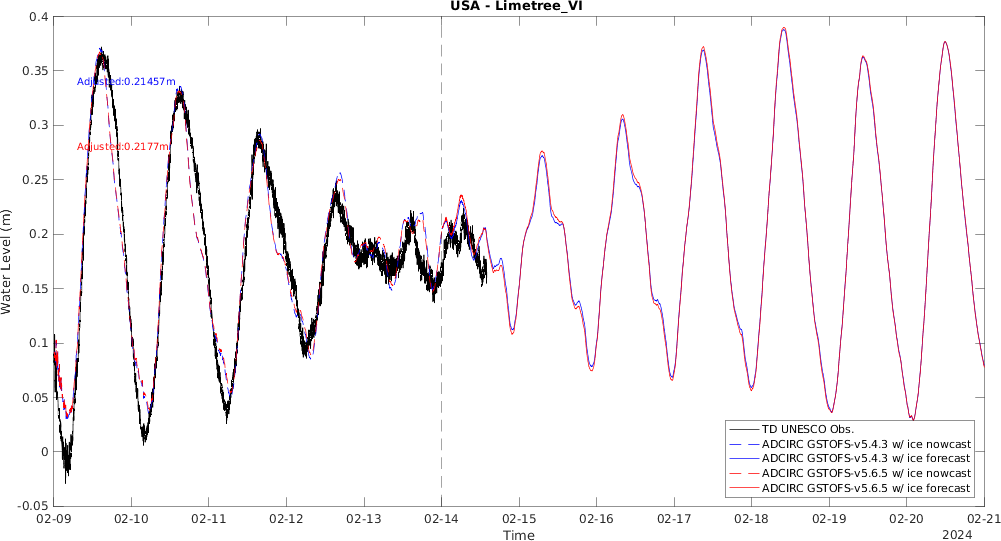 USA - Limetree_VI
0.4
0.35
0.3
0.25
0.2
0.15
0.1
0.05
0
-0.05
Water Level (m)
Adjusted:0.21457m
Adjusted:0.2177m
TD UNESCO Obs.
ADCIRC GSTOFS-v5.4.3 w/ ice nowcast
ADCIRC GSTOFS-v5.4.3 w/ ice forecast
ADCIRC GSTOFS-v5.6.5 w/ ice nowcast
ADCIRC GSTOFS-v5.6.5 w/ ice forecast
02-09 02-10 02-11 02-12 02-13 02-14 02-15 02-16 02-17 02-18 02-19 02-20 02-21
Time
2024